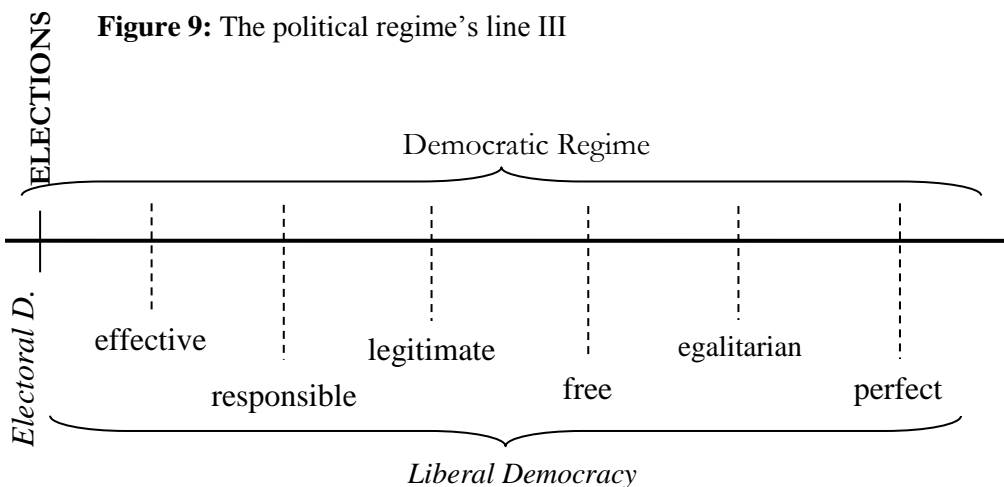 Figure 9: The political regime's line III
ELECTIONS
Democratic Regime
Electoral D.
effective
responsible
legitimate
free
egalitarian
perfect
Liberal Democracy